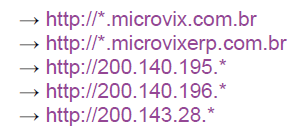 → http://*.microvix.com.br
→ http://*.microvixerp.com.br
→ http://200.140.195.*
→ http://200.140.196.*
→ http://200.143.28.*